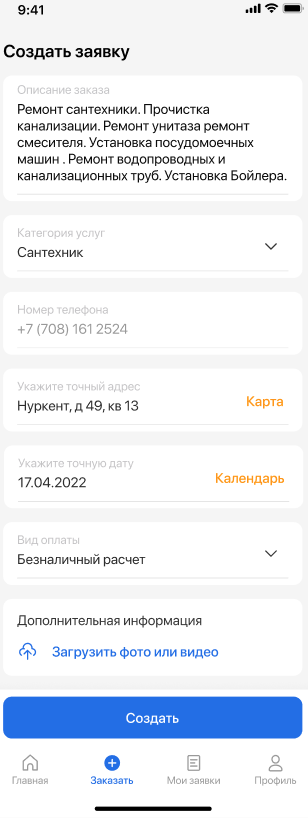 9:41
Создать заявку
Описание заказа
Ремонт сантехники. Прочистка
канализации. Ремонт унитаза ремонт
смесителя. Установка посудомоечных
машин . Ремонт водопроводных и
канализационных труб. Установка Бойлера.
Категория услуг
Сантехник
Номер телефона
+7 (708) 161 2524
Укажите точный адрес
Нуркент, д 49, кв 13
Карта
Укажите точную дату
17.04.2022
Календарь
Вид оплаты
Безналичный расчет
Дополнительная информация
Загрузить фото или видео
Создать
Главная
Заказать
Мои заявки
Профиль